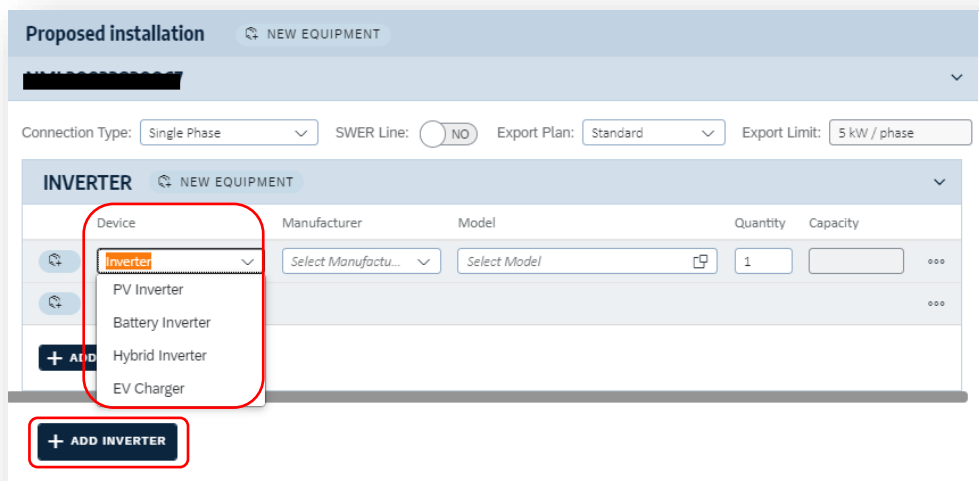 Proposed installation NEW EQUIPMENT
Connection Type: Single Phase SWER Line: NO Export Plan: Standard Export Limit: 5 kW / phase
INVERTER NEW EQUIPMENT
Device Manufacturer Model Quantity Capacity
Inverter Select Manufactu... Select Model 1
PV Inverter
Battery Inverter
Hybrid Inverter
+ ADD
EV Charger
+ ADD INVERTER